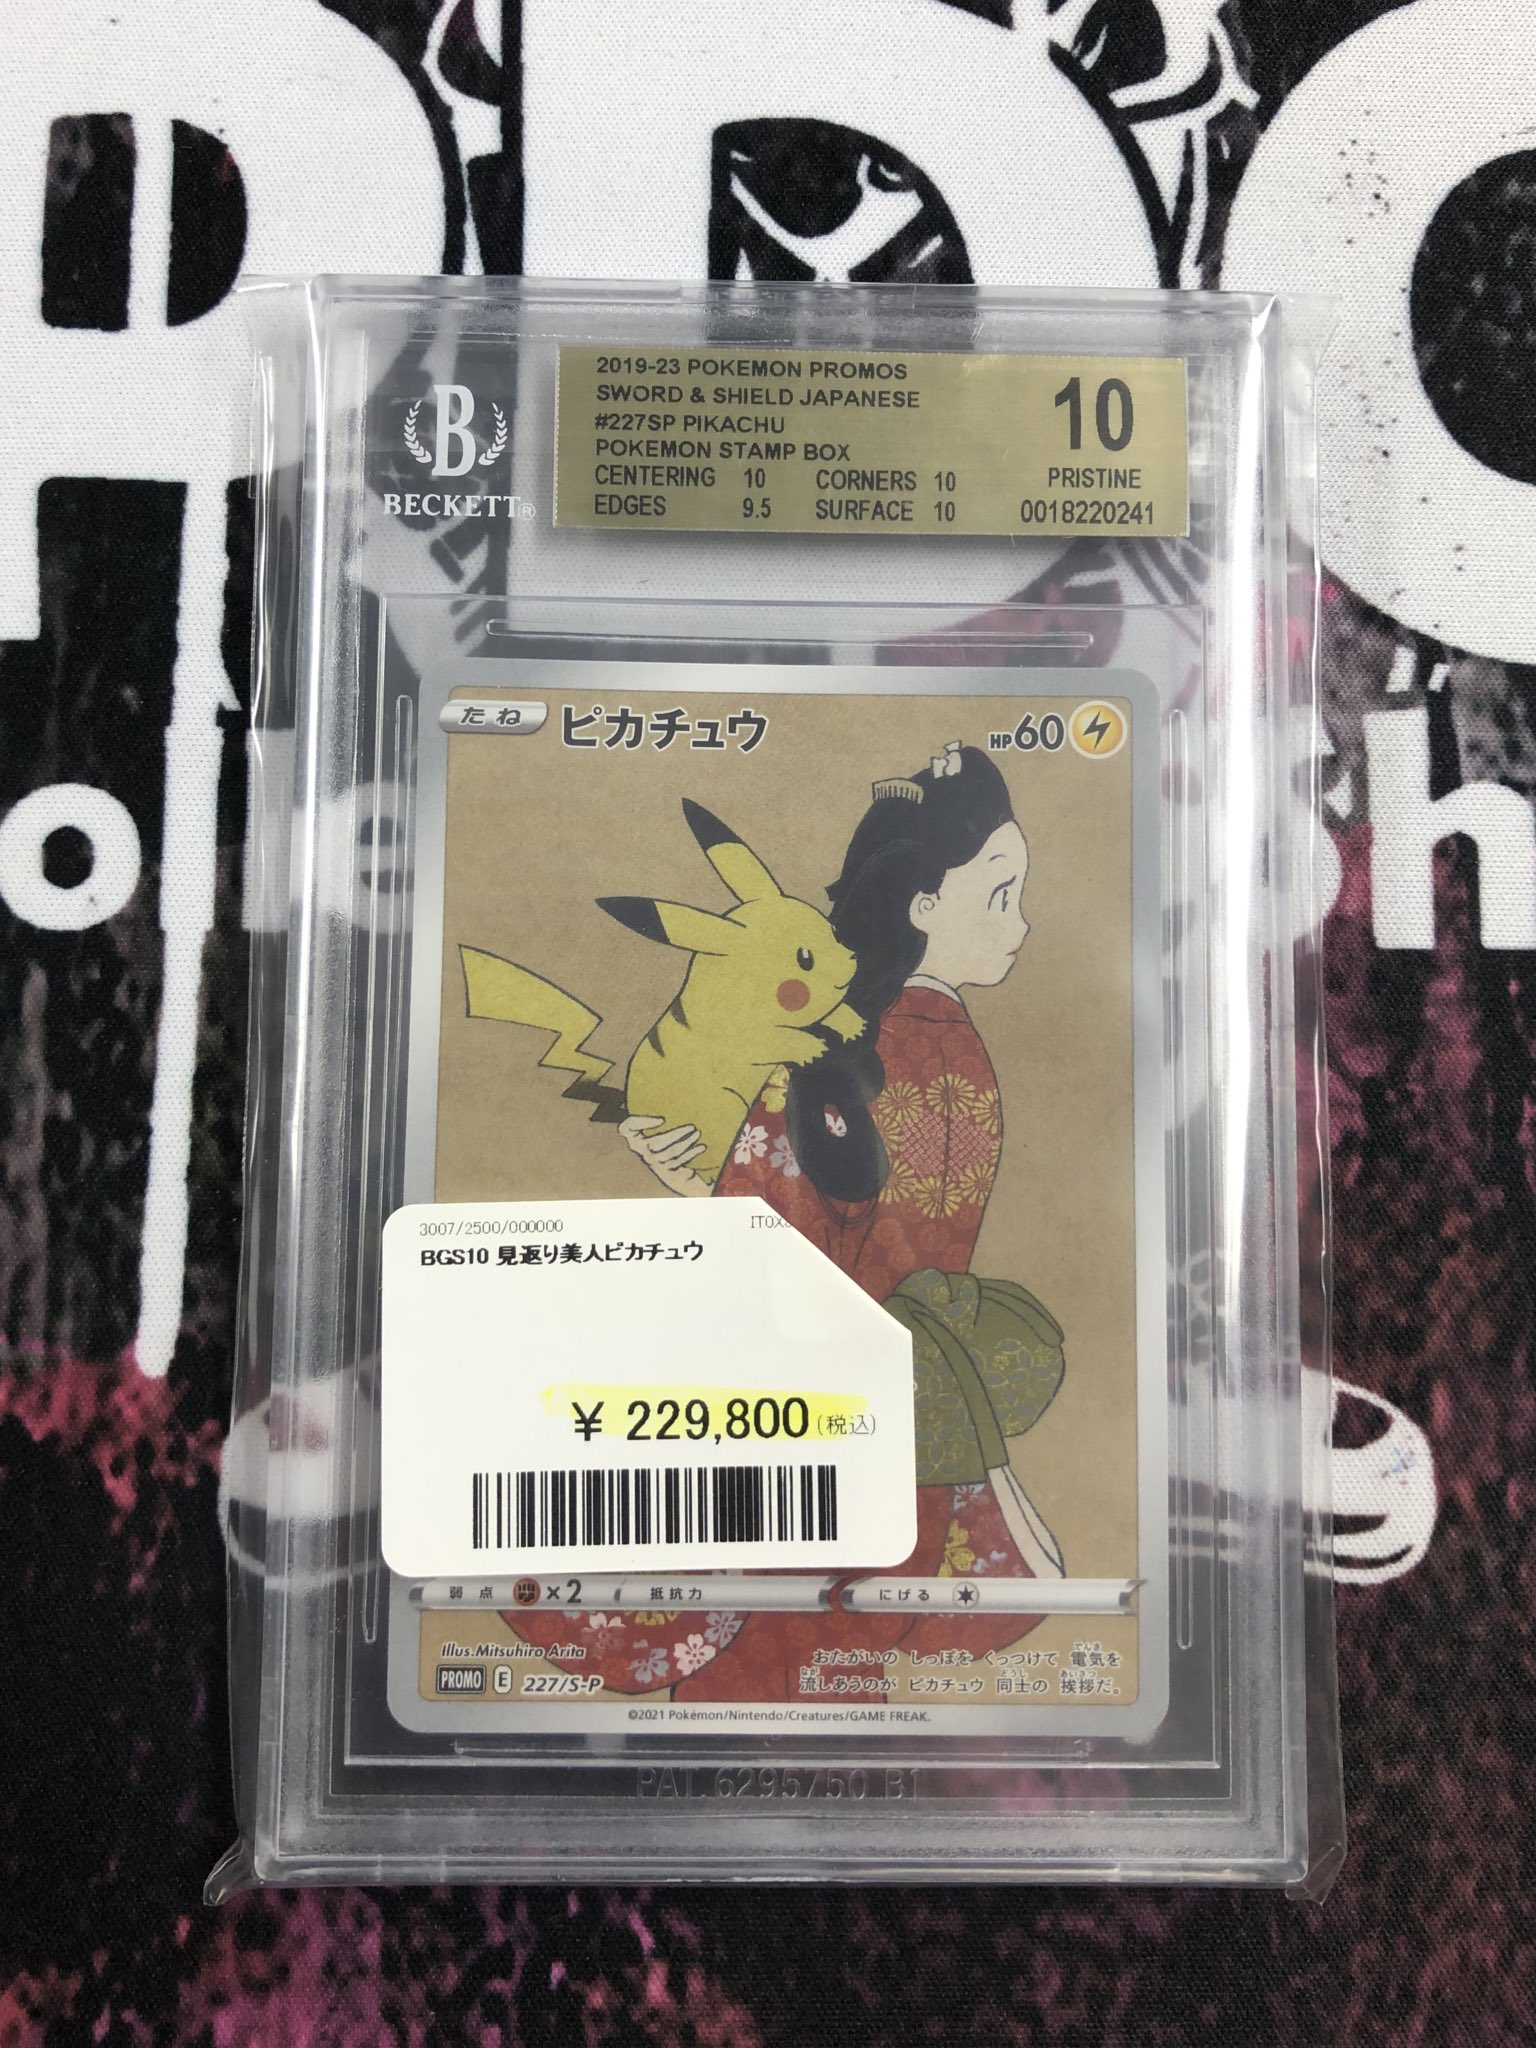 B
BECKETT®
2019-23 POKEMON PROMOS
SWORD & SHIELD JAPANESE
#227SP PIKACHU
POKEMON STAMP BOX
CENTERING 10 CORNERS 10
EDGES 9.5 SURFACE 10
10
PRISTINE
0018220241
たね ピカチュウ HP60
3007/2500/000000
BGS10 見返り美人ピカチュウ
¥ 229,800(税込)
弱点 ×2 抵抗力 にげる
Illus.Mitsuhiro Arita
PROMO E 227/S-P
おたがいの しっぽを くっつけて 電気を
流しあうのが ピカチュウ 同士の 挨拶だ。
©2021 Pokémon/Nintendo/Creatures/GAME FREAK.
PAT. 6295750 B1